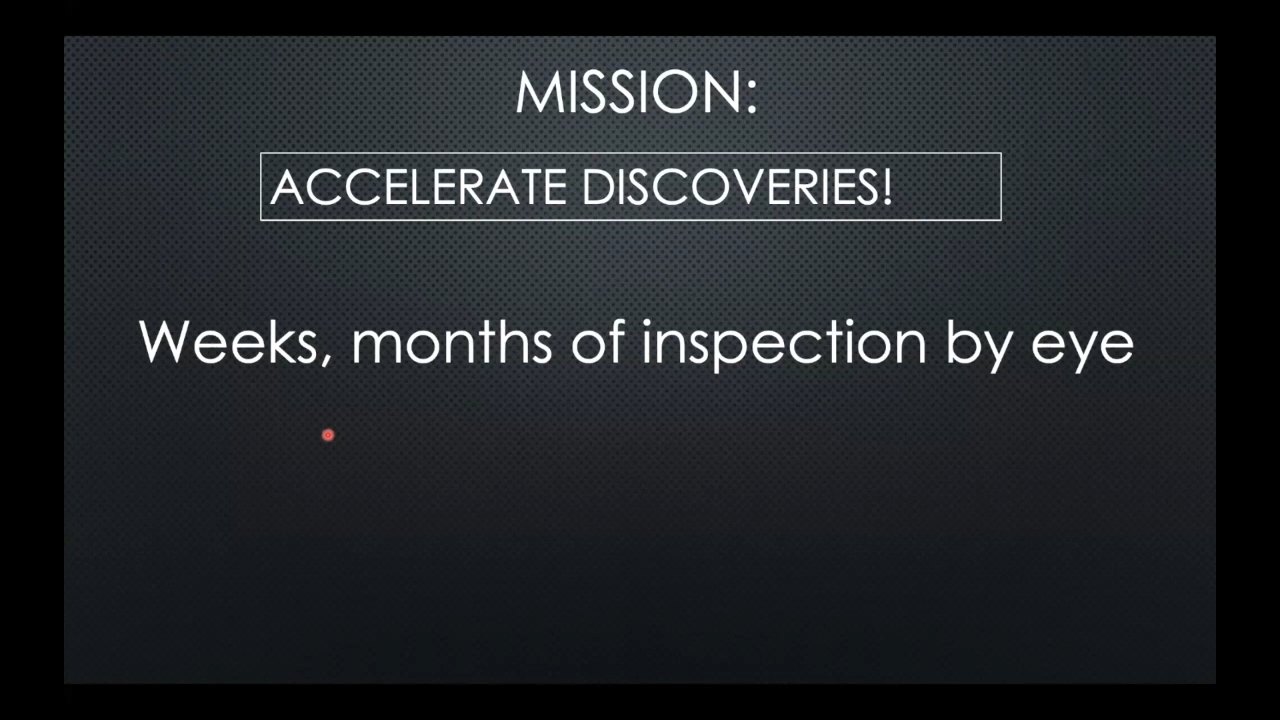 MISSION:
ACCELERATE DISCOVERIES!
Weeks, months of inspection by eye